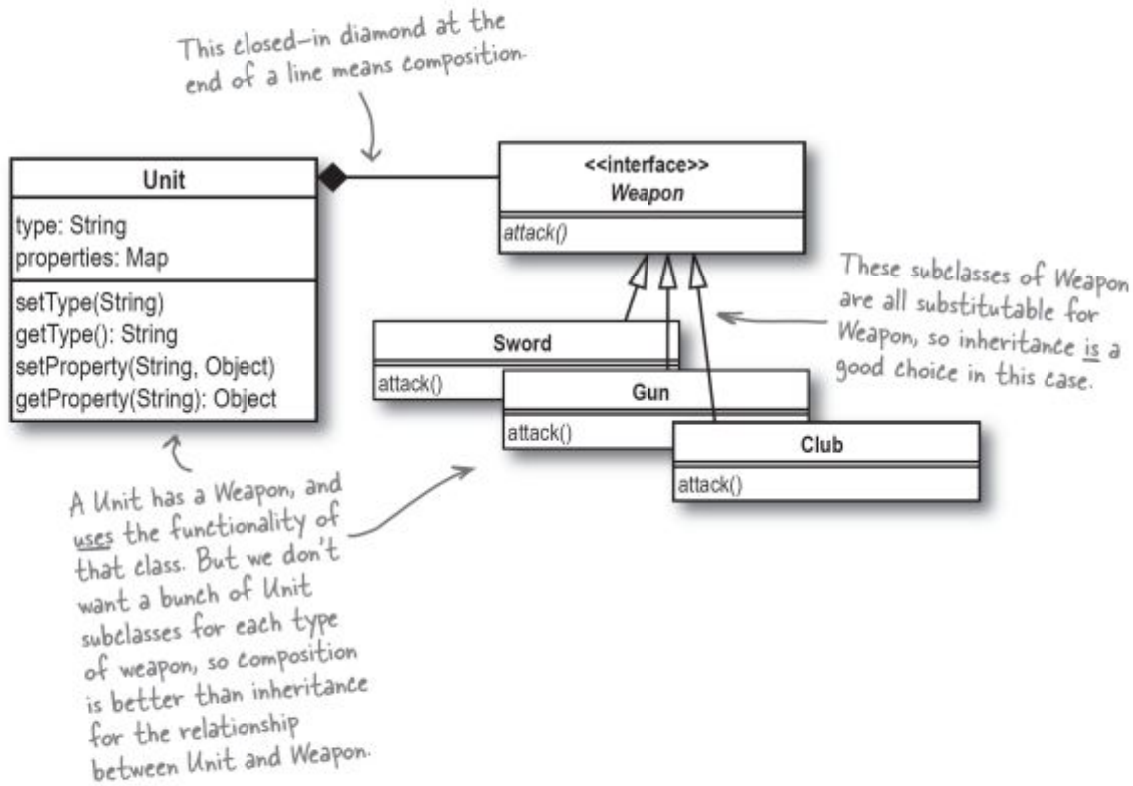 This closed-in diamond at the
end of a line means composition.
Unit
type: String
properties: Map
setType(String)
getType(): String
setProperty(String, Object)
getProperty(String): Object
<<interface>>
Weapon
attack()
These subclasses of Weapon
are all substitutable for
Weapon, so inheritance is a
good choice in this case.
Sword
attack()
Gun
attack()
Club
attack()
A Unit has a Weapon, and
uses the functionality of
that class. But we don't
want a bunch of Unit
subclasses for each type
of weapon, so composition
is better than inheritance
for the relationship
between Unit and Weapon.